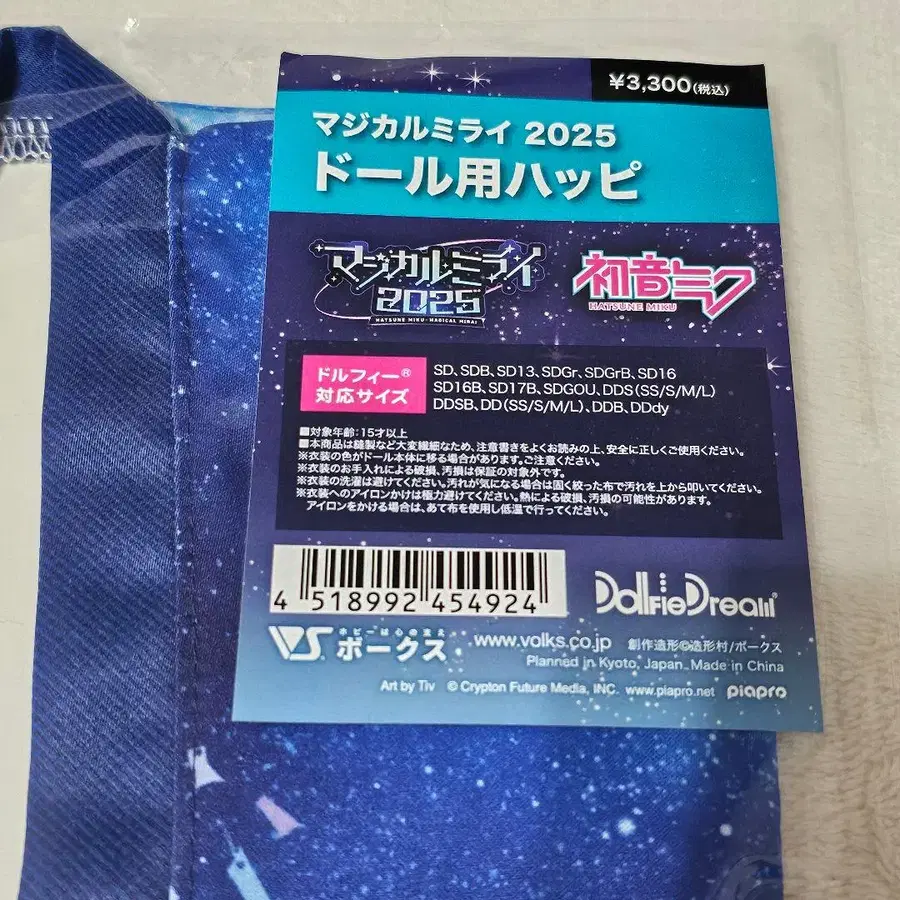 ¥3,300(税込)
マジカルミライ 2025
ドール用ハッピ
マジカルミライ
2025
HATSUNE MIKU「MAGICAL MIRAI」
初音ミク
HATSUNE MIKU
ドルフィー®
対応サイズ
SD、SDB、SD13、SDGr、SDGrB、SD16
SD16B、SD17B、SDGOU、DDS(SS/S/M/L)
DDSB、DD(SS/S/M/L)、DDB、DDdy
■対象年齢:15才以上
■本商品は縫製など大変繊細なため、注意書きをよくお読みの上、安全に正しくご使用ください。
※衣装の色がドール本体に移る場合があります。ご注意ください。
※衣装のお手入れによる破損、汚損は保証の対象外です。
※衣装の洗濯は避けてください。汚れが気になる場合は固く絞った布で汚れを上から叩いてください。
※衣装へのアイロンかけは極力避けてください。熱による破損、汚損の可能性があります。
アイロンをかける場合は、あて布を使用し低温で行ってください。
4 518992 454924
DollfieDream®
VS ホビーは心の支え
ボークス
www.volks.co.jp 創作造形©造形村/ボークス
Planned in Kyoto, Japan. Made in China
Art by Tiv © Crypton Future Media, INC. www.piapro.net piapro